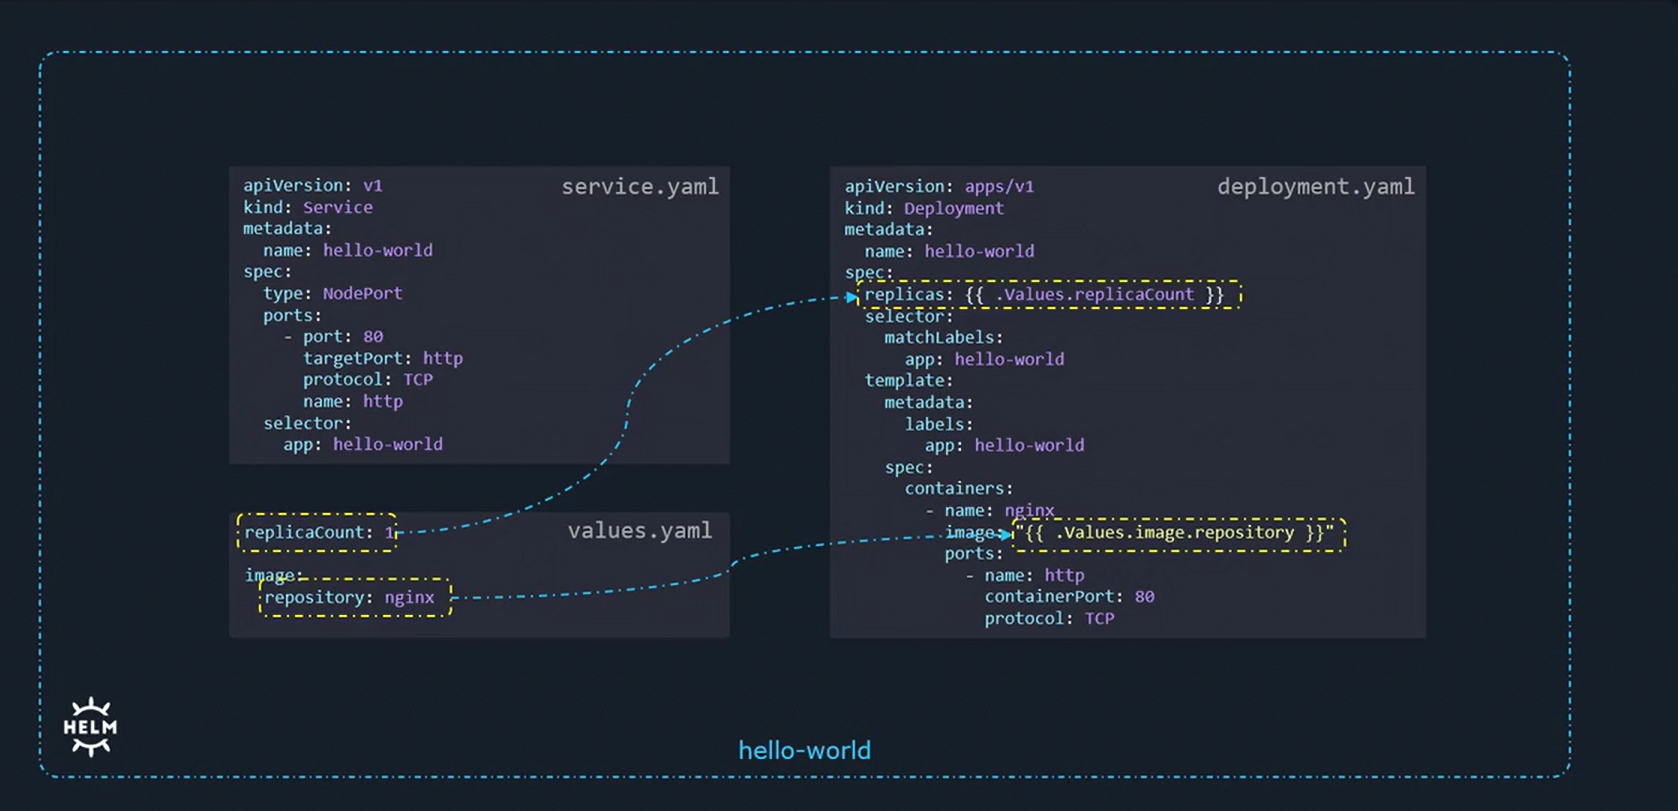 service.yaml
apiVersion: v1
kind: Service
metadata:
  name: hello-world
spec:
  type: NodePort
  ports:
    - port: 80
      targetPort: http
      protocol: TCP
      name: http
  selector:
    app: hello-world
values.yaml
replicaCount: 1
image:
  repository: nginx
deployment.yaml
apiVersion: apps/v1
kind: Deployment
metadata:
  name: hello-world
spec:
  replicas: {{ .Values.replicaCount }}
  selector:
    matchLabels:
      app: hello-world
  template:
    metadata:
      labels:
        app: hello-world
    spec:
      containers:
        - name: nginx
          image: "{{ .Values.image.repository }}"
          ports:
            - name: http
              containerPort: 80
              protocol: TCP
HELM
hello-world